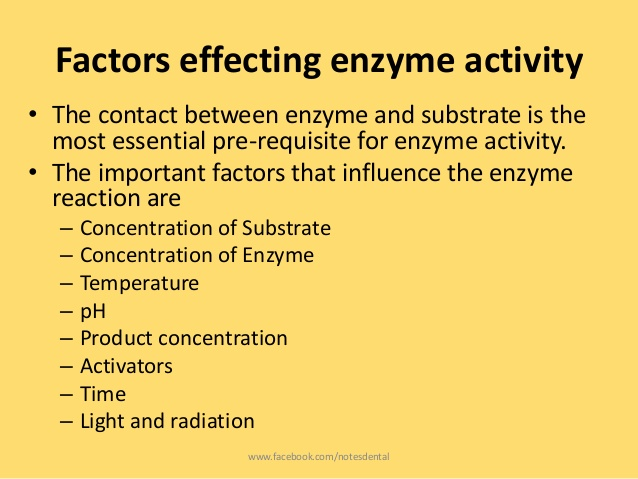 Factors effecting enzyme activity
• The contact between enzyme and substrate is the
most essential pre-requisite for enzyme activity.
• The important factors that influence the enzyme
reaction are
– Concentration of Substrate
– Concentration of Enzyme
– Temperature
– pH
– Product concentration
– Activators
– Time
– Light and radiation
www.facebook.com/notesdental